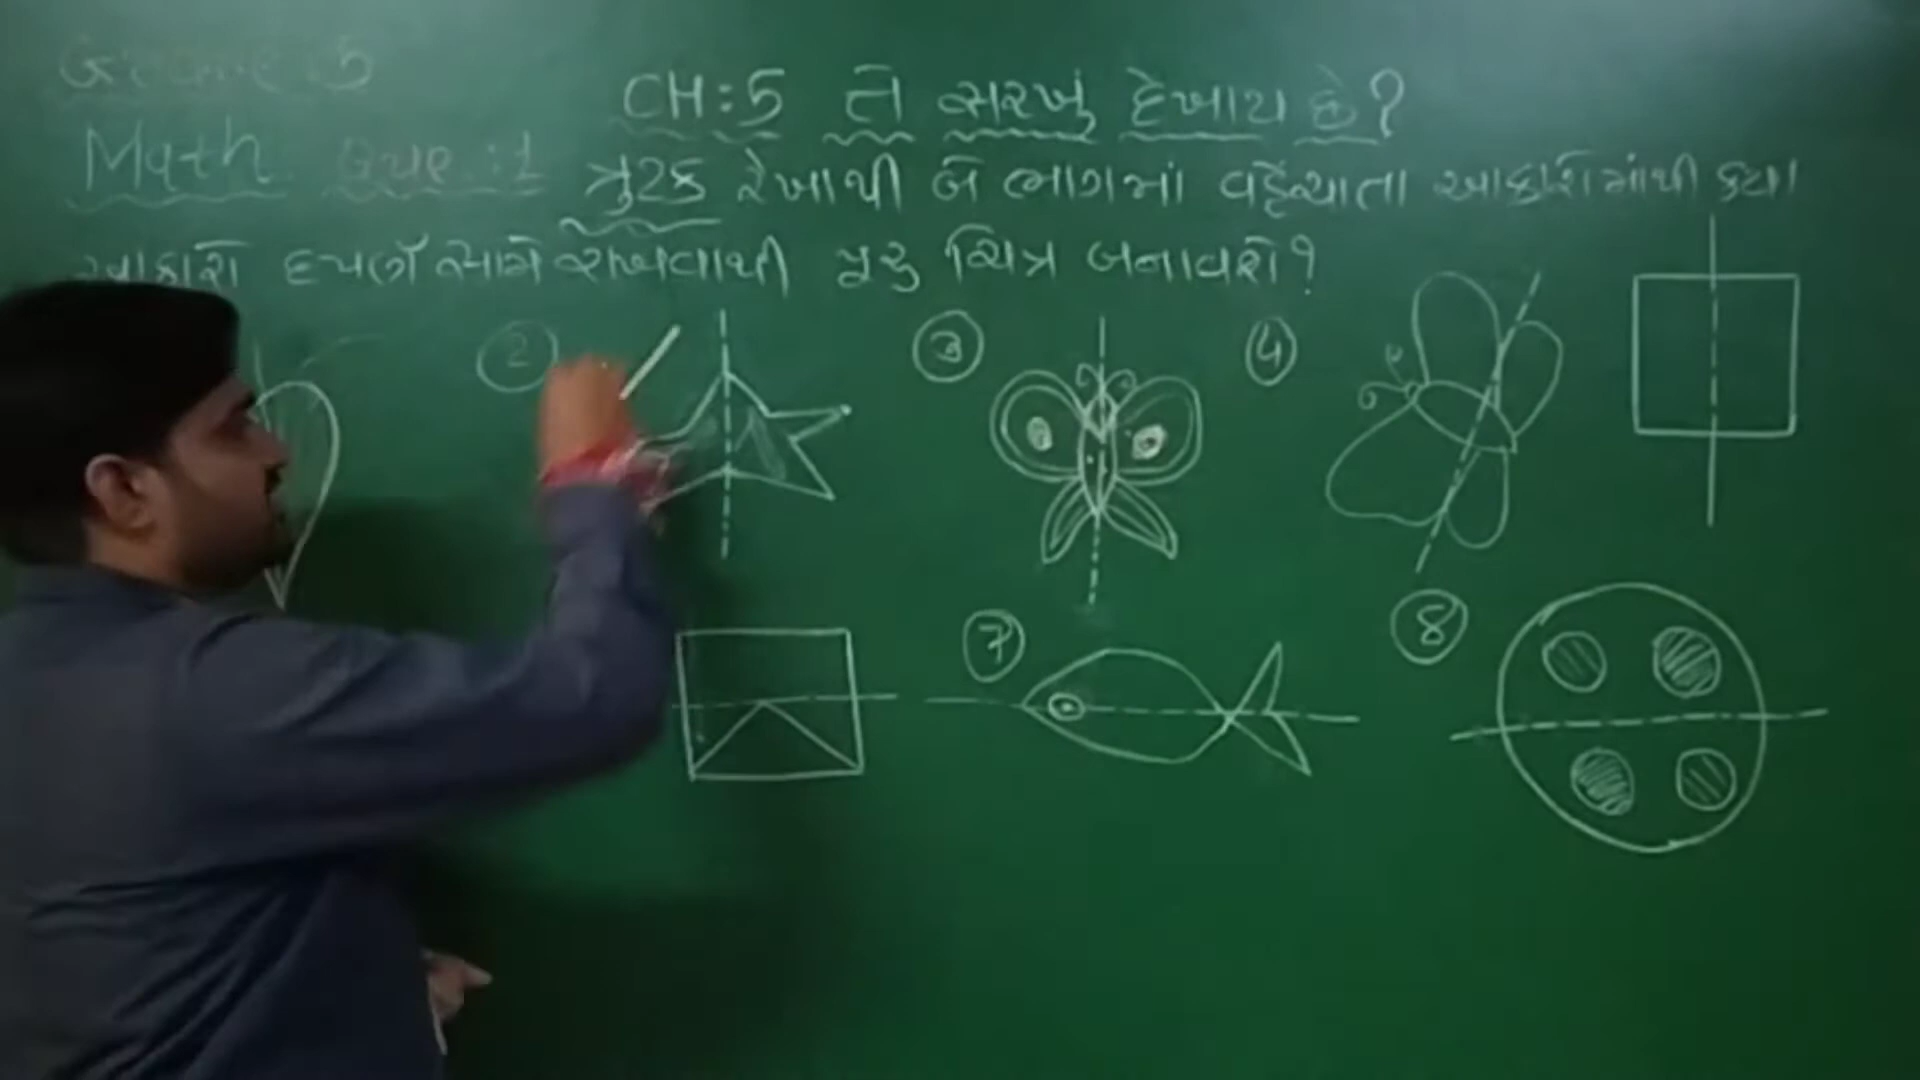 CH:5 તે સરખું દેખાય છે?
Math
ત્રુટક રેખાથી બે ભાગમાં વહેંચાતા આકારોમાંથી કયા
આકારો દર્પણ સામે રાખવાથી પૂરુ ચિત્ર બનાવશે?
2 3 4
7 8